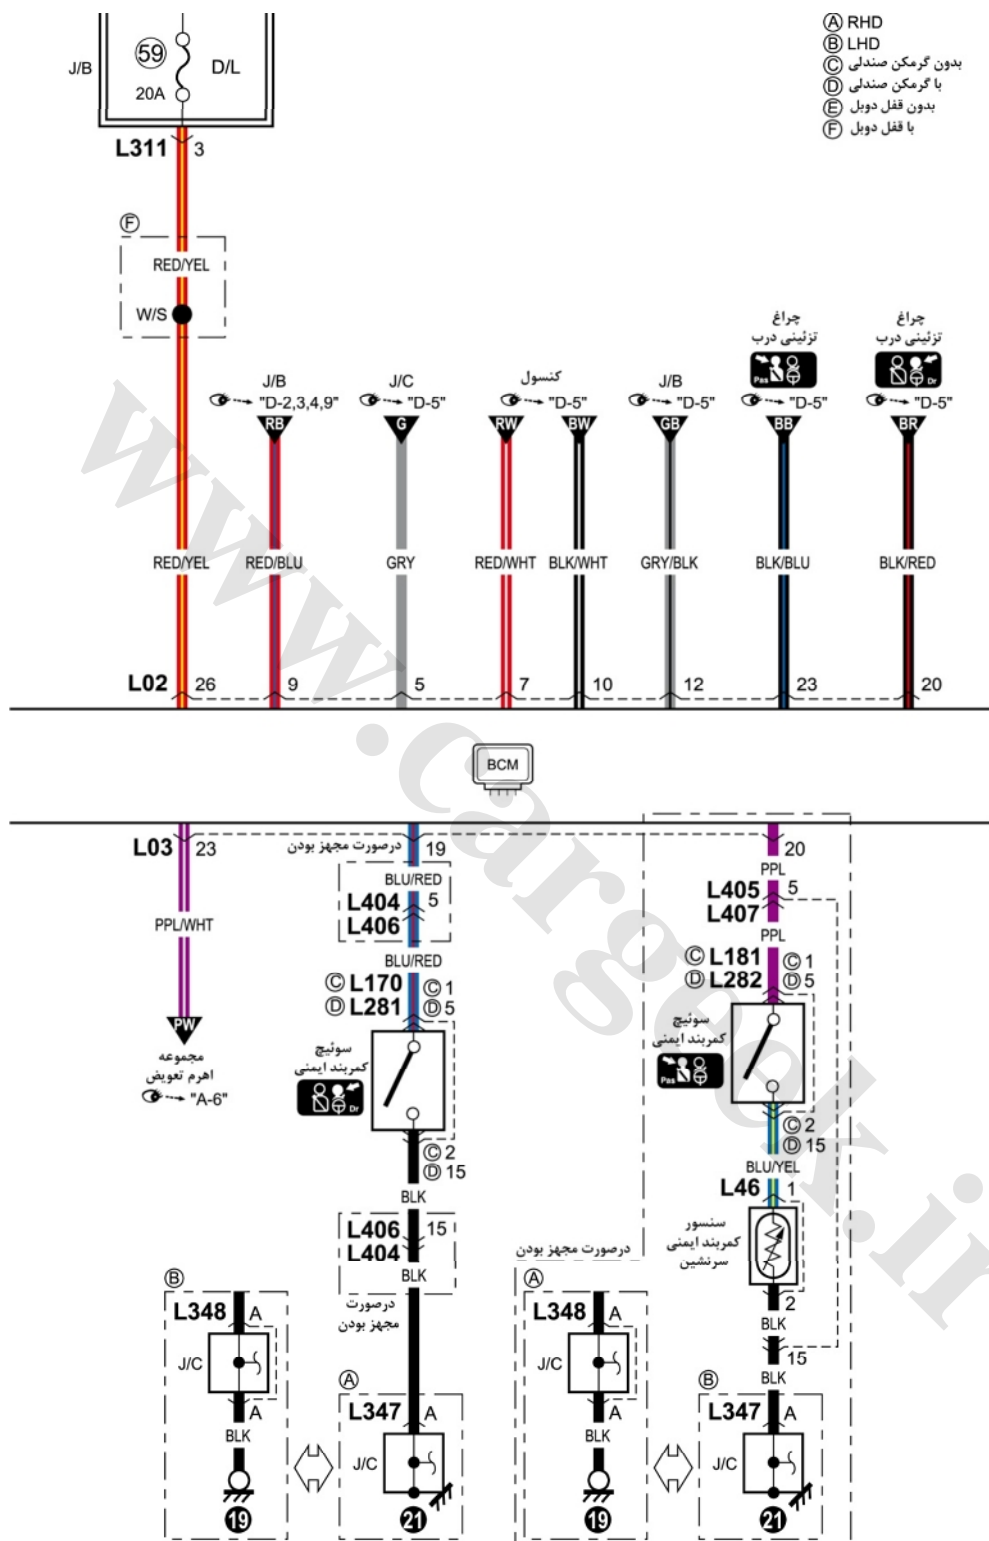 Ⓐ RHD
Ⓑ LHD
Ⓒ بدون گرمکن صندلی
Ⓓ با گرمکن صندلی
Ⓔ بدون قفل دوبل
Ⓕ با قفل دوبل
J/B
59
20A
D/L
L311 3
Ⓕ
RED/YEL
W/S
J/B
"D-2,3,4,9"
RB
J/C
"D-5"
G
کنسول
"D-5"
RW BW
J/B
"D-5"
GB
چراغ
تزئینی درب
Pas
"D-5"
BB
چراغ
تزئینی درب
Dr
"D-5"
BR
RED/YEL RED/BLU GRY RED/WHT BLK/WHT GRY/BLK BLK/BLU BLK/RED
L02 26 9 5 7 10 12 23 20
BCM
L03 23 درصورت مجهز بودن 19 20
PPL/WHT
PW
مجموعه
اهرم تعویض
"A-6"
BLU/RED
L404 5
L406
BLU/RED
Ⓒ L170 Ⓒ 1
Ⓓ L281 Ⓓ 5
سوئیچ
کمربند ایمنی
Dr
Ⓒ 2
Ⓓ 15
BLK
L406 15
L404
BLK
درصورت
مجهز بودن
PPL
L405 5
L407
PPL
Ⓒ L181 Ⓒ 1
Ⓓ L282 Ⓓ 5
سوئیچ
کمربند ایمنی
Pas
Ⓒ 2
Ⓓ 15
BLU/YEL
L46 1
سنسور
کمربند ایمنی
سرنشین
2
BLK
15
BLK
درصورت مجهز بودن
Ⓑ
L348 A
J/C
A
BLK
19
Ⓐ
L347 A
J/C
21
Ⓐ
L348 A
J/C
A
BLK
19
Ⓑ
L347 A
J/C
21
www.cargeek.ir